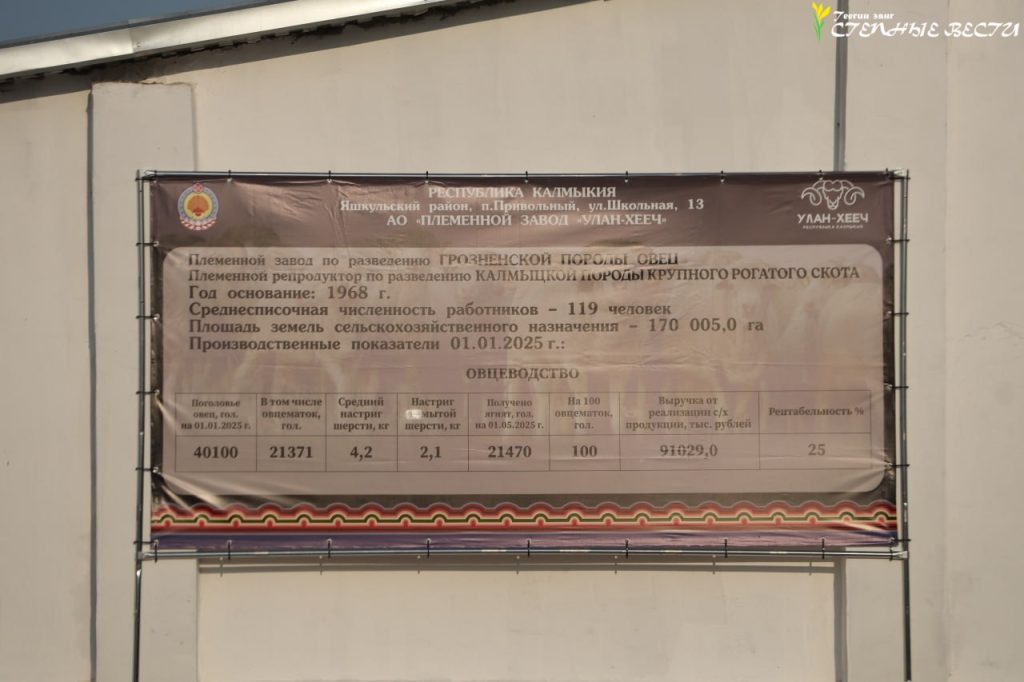 Теегин звиг
СТЕПНЫЕ ВЕСТИ
РЕСПУБЛИКА КАЛМЫКИЯ
Яшкульский район, п.Привольный, ул.Школьная, 13
АО «ПЛЕМЕННОЙ ЗАВОД «УЛАН-ХЕЕЧ»
УЛАН-ХЕЕЧ
РЕСПУБЛИКА КАЛМЫКИЯ
Племенной завод по разведению ГРОЗНЕНСКОЙ ПОРОДЫ ОВЕЦ
Племенной репродуктор по разведению КАЛМЫЦКОЙ ПОРОДЫ КРУПНОГО РОГАТОГО СКОТА
Год основание: 1968 г.
Среднесписочная численность работников – 119 человек
Площадь земель сельскохозяйственного назначения – 170 005,0 га
Производственные показатели 01.01.2025 г.:
ОВЦЕВОДСТВО
Поголовье овец, гол. на 01.01.2025 г.
В том числе овцематок, гол.
Средний настриг шерсти, кг
Настриг мытой шерсти, кг
Получено ягнят, гол. на 01.05.2025 г.
На 100 овцематок, гол.
Выручка от реализации с/х продукции, тыс. рублей
Рентабельность %
40100 21371 4,2 2,1 21470 100 91029,0 25